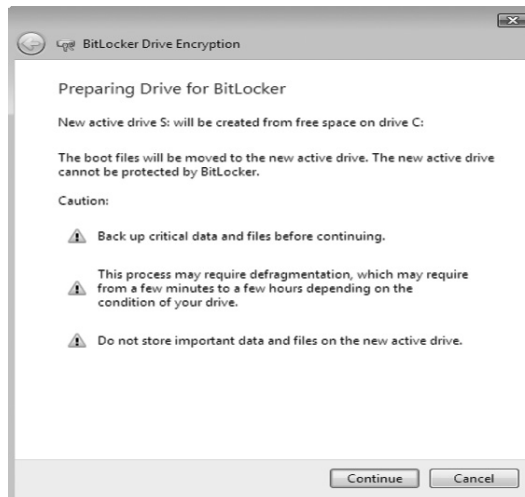 BitLocker Drive Encryption
Preparing Drive for BitLocker
New active drive S: will be created from free space on drive C:
The boot files will be moved to the new active drive. The new active drive
cannot be protected by BitLocker.
Caution:
Back up critical data and files before continuing.
This process may require defragmentation, which may require
from a few minutes to a few hours depending on the
condition of your drive.
Do not store important data and files on the new active drive.
Continue Cancel